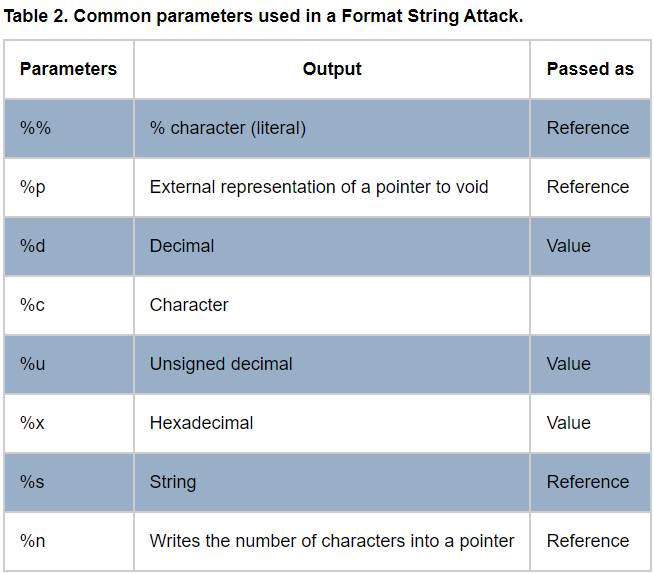 Table 2. Common parameters used in a Format String Attack.
Parameters Output Passed as
%% % character (literal) Reference
%p External representation of a pointer to void Reference
%d Decimal Value
%c Character
%u Unsigned decimal Value
%x Hexadecimal Value
%s String Reference
%n Writes the number of characters into a pointer Reference